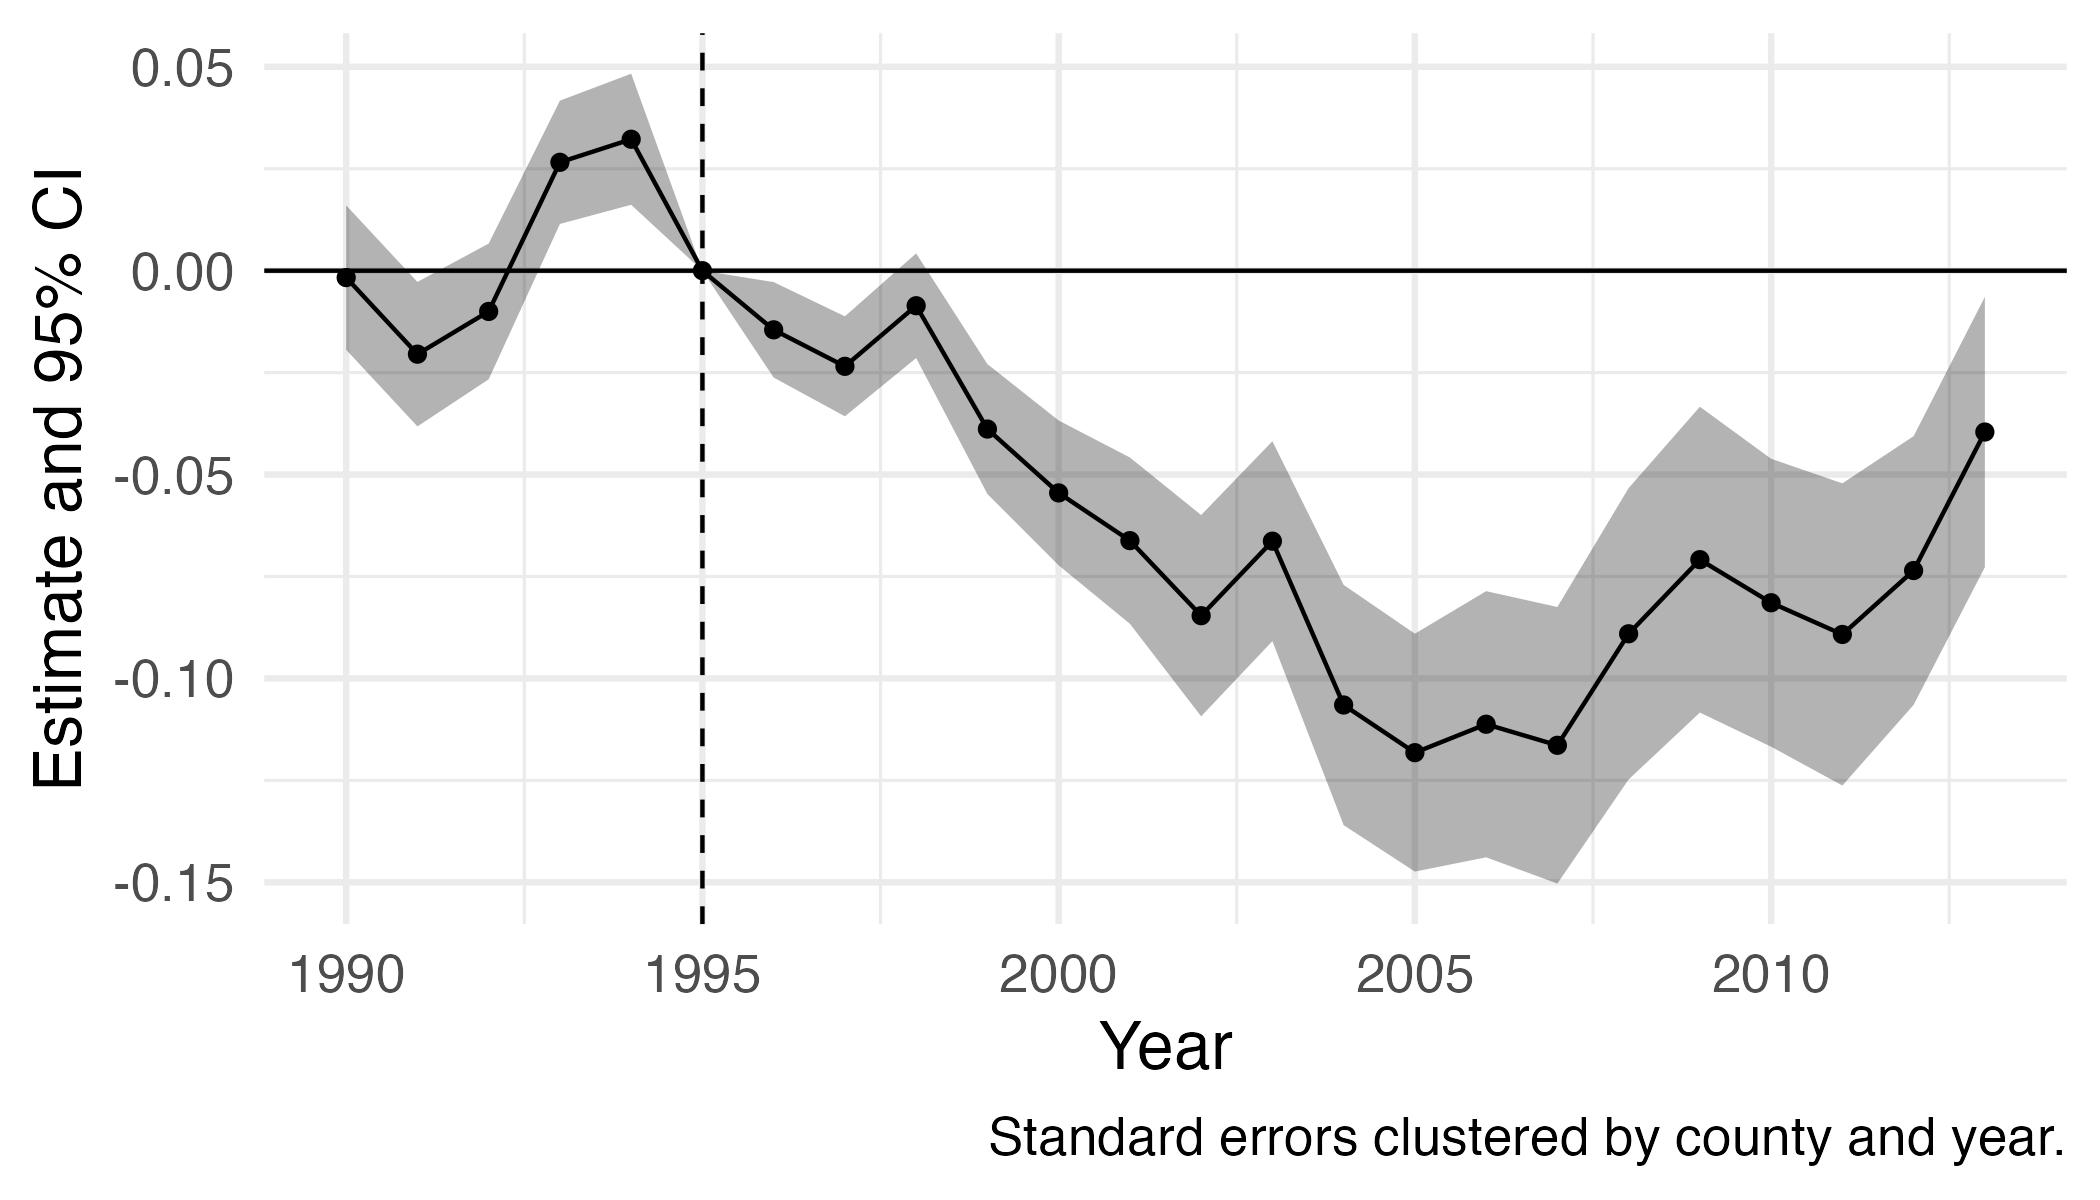 Estimate and 95% CI
0.05
0.00
-0.05
-0.10
-0.15
1990 1995 2000 2005 2010
Year
Standard errors clustered by county and year.